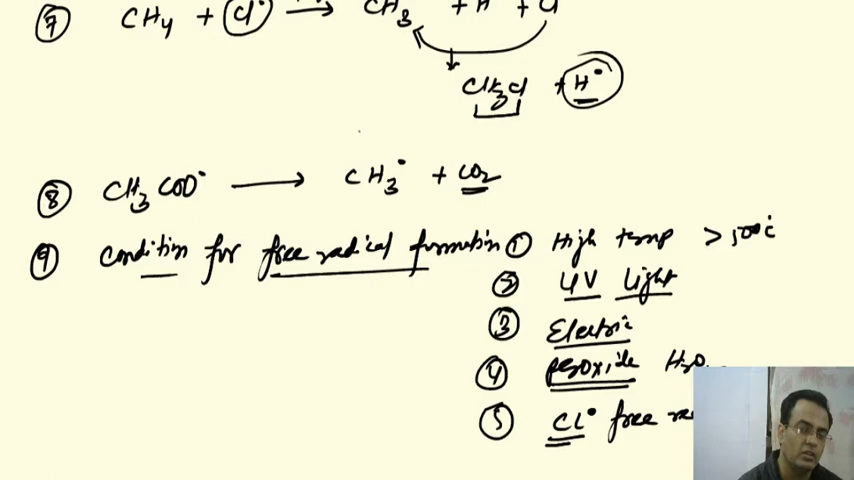 ⑦ CH4 + Cl• → CH3 + H + Cl
CH3Cl + H•
⑧ CH3COO• → CH3• + CO2
⑨ Condition for free radical formation ① High temp > 500°C
② UV Light
③ Electric
④ peroxide H2O
⑤ Cl• free